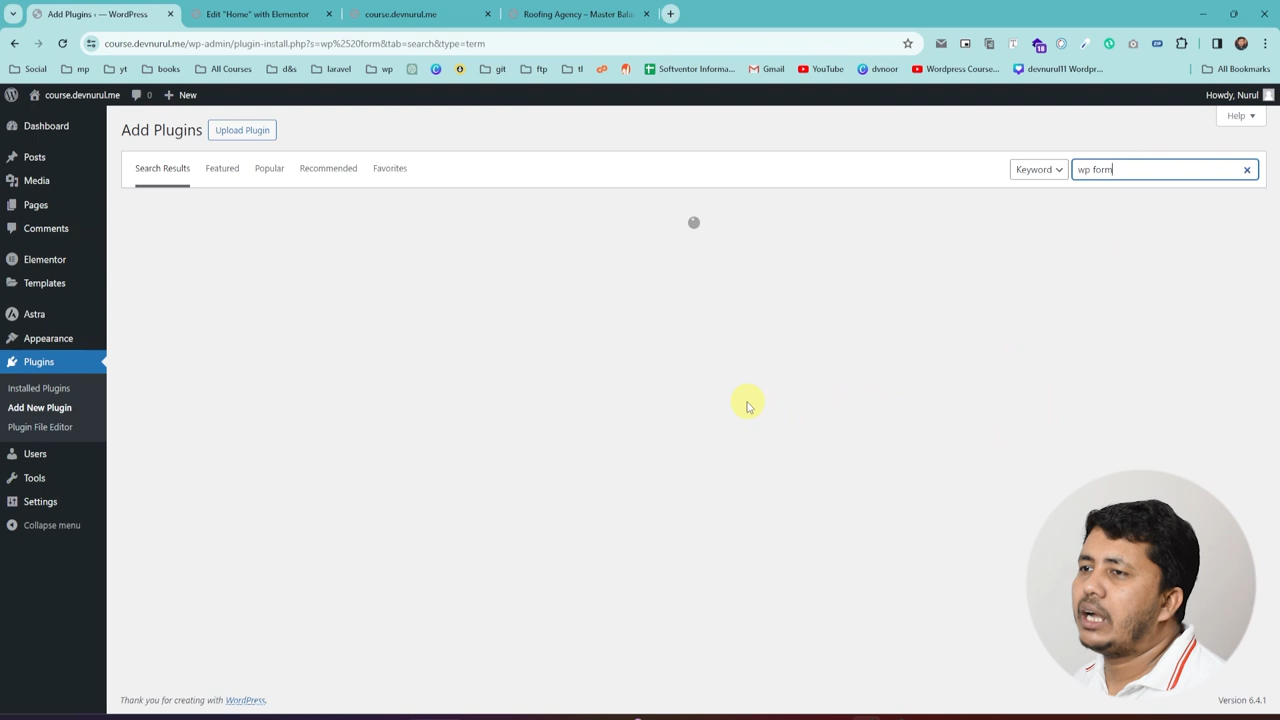 Add Plugins ‹ — WordPress
Edit "Home" with Elementor
course.devnurul.me
Roofing Agency – Master Bala
course.devnurul.me/wp-admin/plugin-install.php?s=wp%2520form&tab=search&type=term
18
Social
mp
yt
books
All Courses
d&s
laravel
wp
git
ftp
tl
Softventor Informa...
Gmail
YouTube
dvnoor
Wordpress Course...
devnurul11 Wordpr...
All Bookmarks
course.devnurul.me
0
New
Howdy, Nurul
Dashboard
Posts
Media
Pages
Comments
Elementor
Templates
Astra
Appearance
Plugins
Installed Plugins
Add New Plugin
Plugin File Editor
Users
Tools
Settings
Collapse menu
Add Plugins
Upload Plugin
Help
Search Results
Featured
Popular
Recommended
Favorites
Keyword
wp form
Thank you for creating with WordPress.
Version 6.4.1